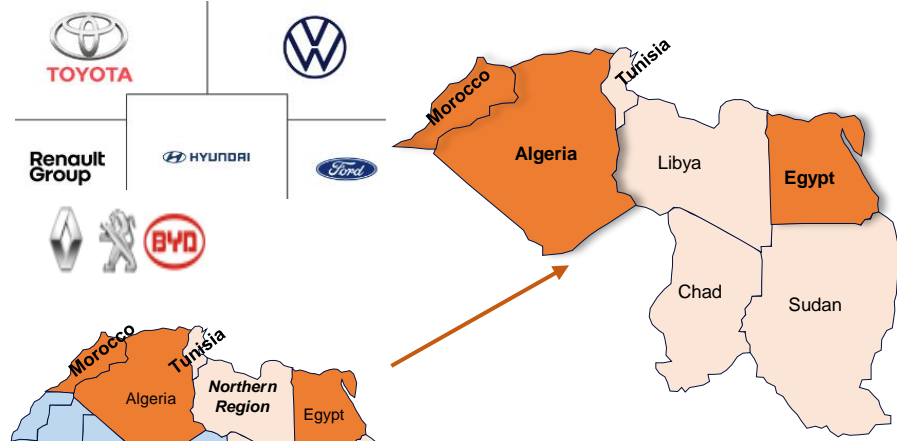 TOYOTA
Renault
Group
HYUNDAI
Ford
BYD
Morocco
Algeria
Tunisia
Libya
Egypt
Chad
Sudan
Morocco
Algeria
Tunisia
Northern
Region
Egypt